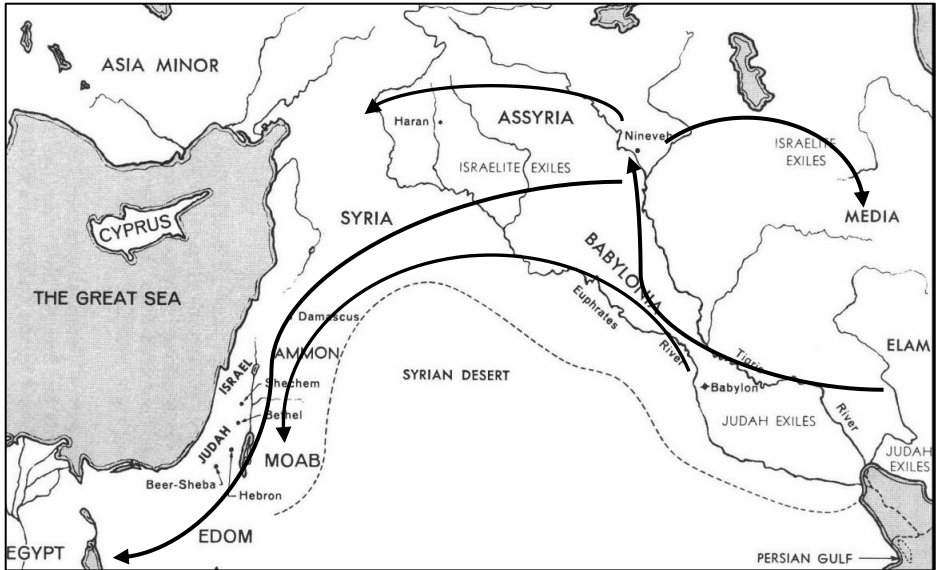 ASIA MINOR
Haran
ASSYRIA
Nineveh
ISRAELITE
EXILES
ISRAELITE EXILES
CYPRUS
SYRIA
MEDIA
BABYLONIA
THE GREAT SEA
Euphrates
River
Damascus
AMMON
ELAM
ISRAEL
SYRIAN DESERT
Tigris
Shechem
Babylon
Bethel
JUDAH EXILES
River
JUDAH
MOAB
JUDAH
EXILES
Beer-Sheba
Hebron
EDOM
EGYPT
PERSIAN GULF